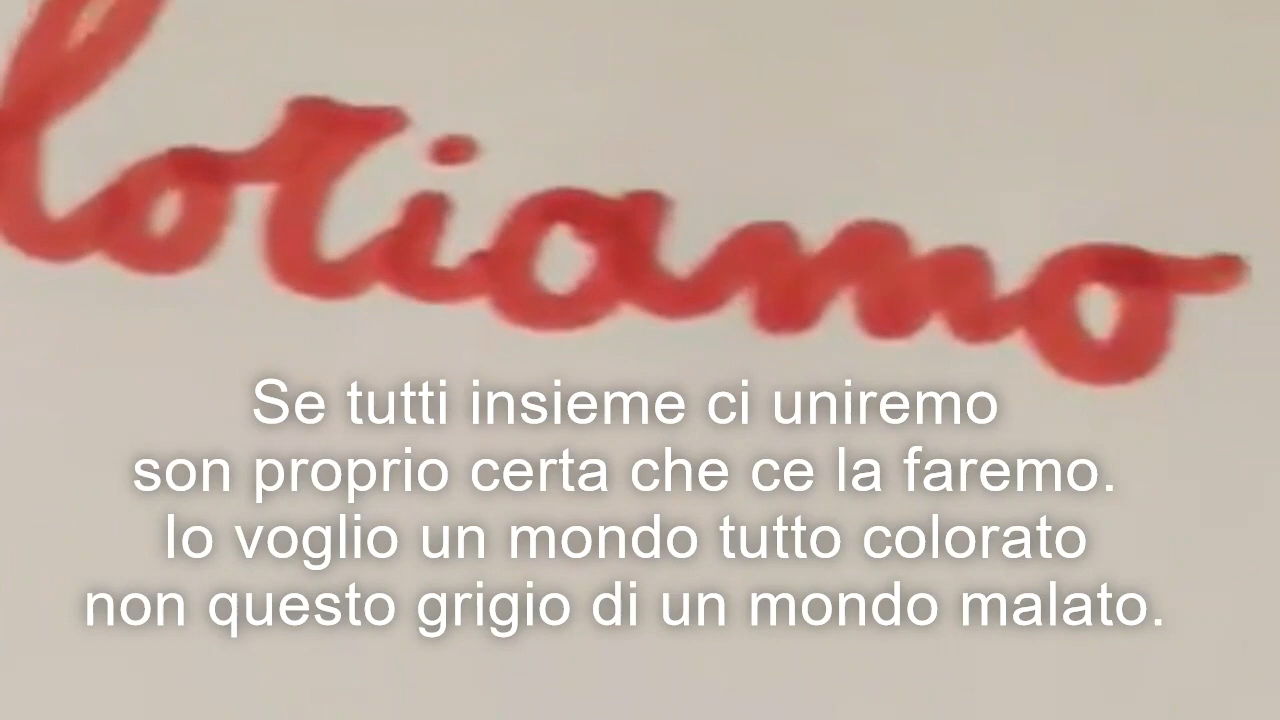 loriamo
Se tutti insieme ci uniremo
son proprio certa che ce la faremo.
Io voglio un mondo tutto colorato
non questo grigio di un mondo malato.